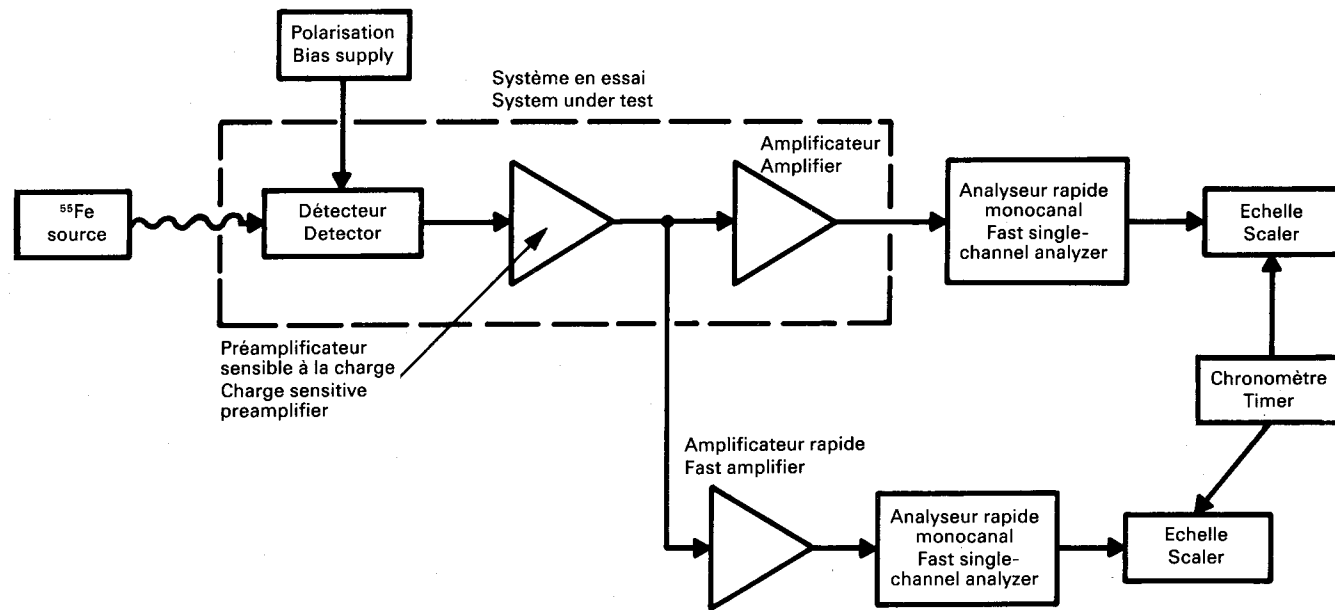 Polarisation
Bias supply
Système en essai
System under test
Amplificateur
Amplifier
⁵⁵Fe
source
Détecteur
Detector
Analyseur rapide
monocanal
Fast single-
channel analyzer
Echelle
Scaler
Préamplificateur
sensible à la charge
Charge sensitive
preamplifier
Chronomètre
Timer
Amplificateur rapide
Fast amplifier
Analyseur rapide
monocanal
Fast single-
channel analyzer
Echelle
Scaler